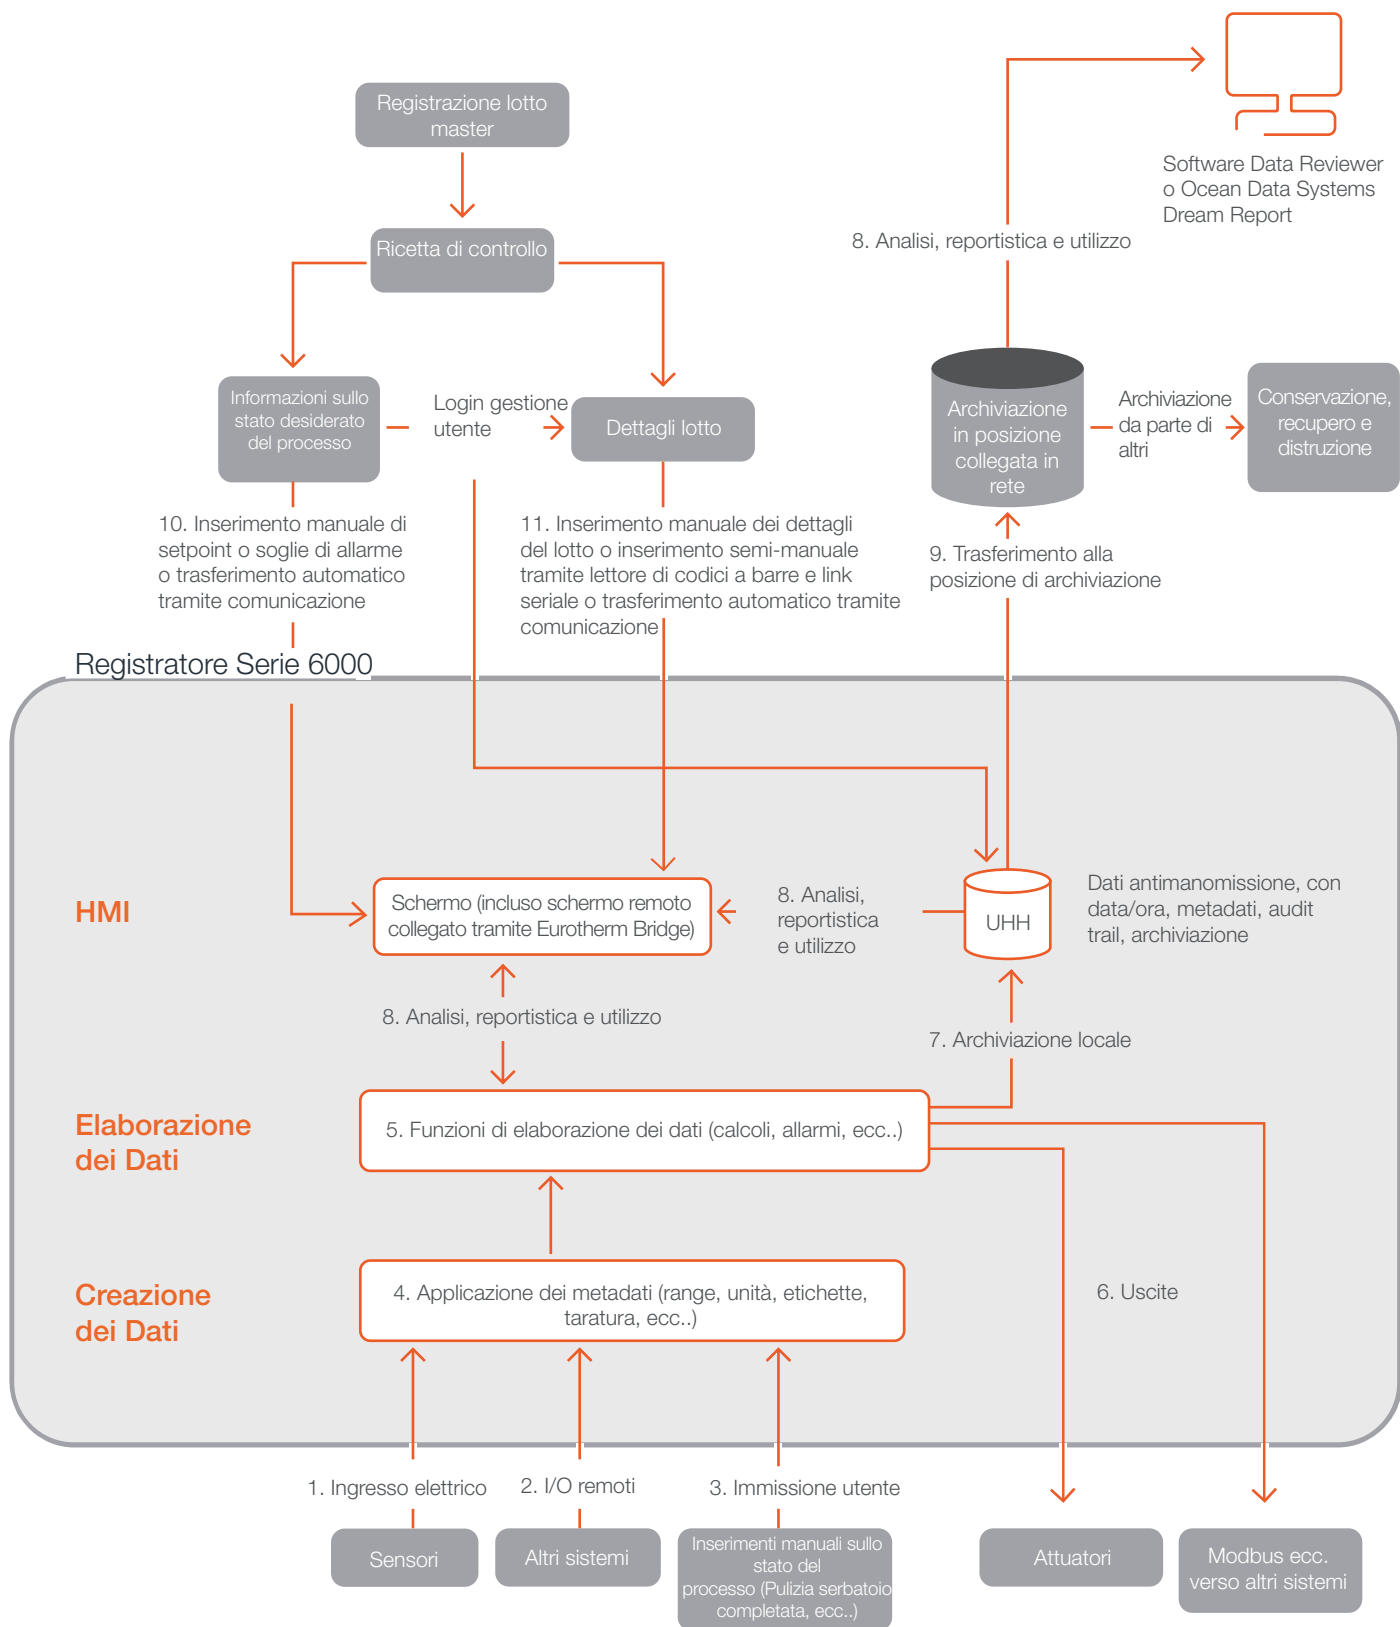 Registrazione lotto
master
Ricetta di controllo
Software Data Reviewer
o Ocean Data Systems
Dream Report
8. Analisi, reportistica e utilizzo
Informazioni sullo
stato desiderato
del processo
Login gestione
utente
Dettagli lotto
Archiviazione
in posizione
collegata in
rete
Archiviazione
da parte di
altri
Conservazione,
recupero e
distruzione
10. Inserimento manuale di
setpoint o soglie di allarme
o trasferimento automatico
tramite comunicazione
11. Inserimento manuale dei dettagli
del lotto o inserimento semi-manuale
tramite lettore di codici a barre e link
seriale o trasferimento automatico tramite
comunicazione
9. Trasferimento alla
posizione di archiviazione
Registratore Serie 6000
HMI
Schermo (incluso schermo remoto
collegato tramite Eurotherm Bridge)
8. Analisi,
reportistica
e utilizzo
UHH
Dati antimanomissione, con
data/ora, metadati, audit
trail, archiviazione
8. Analisi, reportistica e utilizzo
7. Archiviazione locale
Elaborazione
dei Dati
5. Funzioni di elaborazione dei dati (calcoli, allarmi, ecc..)
Creazione
dei Dati
4. Applicazione dei metadati (range, unità, etichette,
taratura, ecc..)
6. Uscite
1. Ingresso elettrico
2. I/O remoti
3. Immissione utente
Sensori
Altri sistemi
Inserimenti manuali sullo
stato del
processo (Pulizia serbatoio
completata, ecc..)
Attuatori
Modbus ecc.
verso altri sistemi